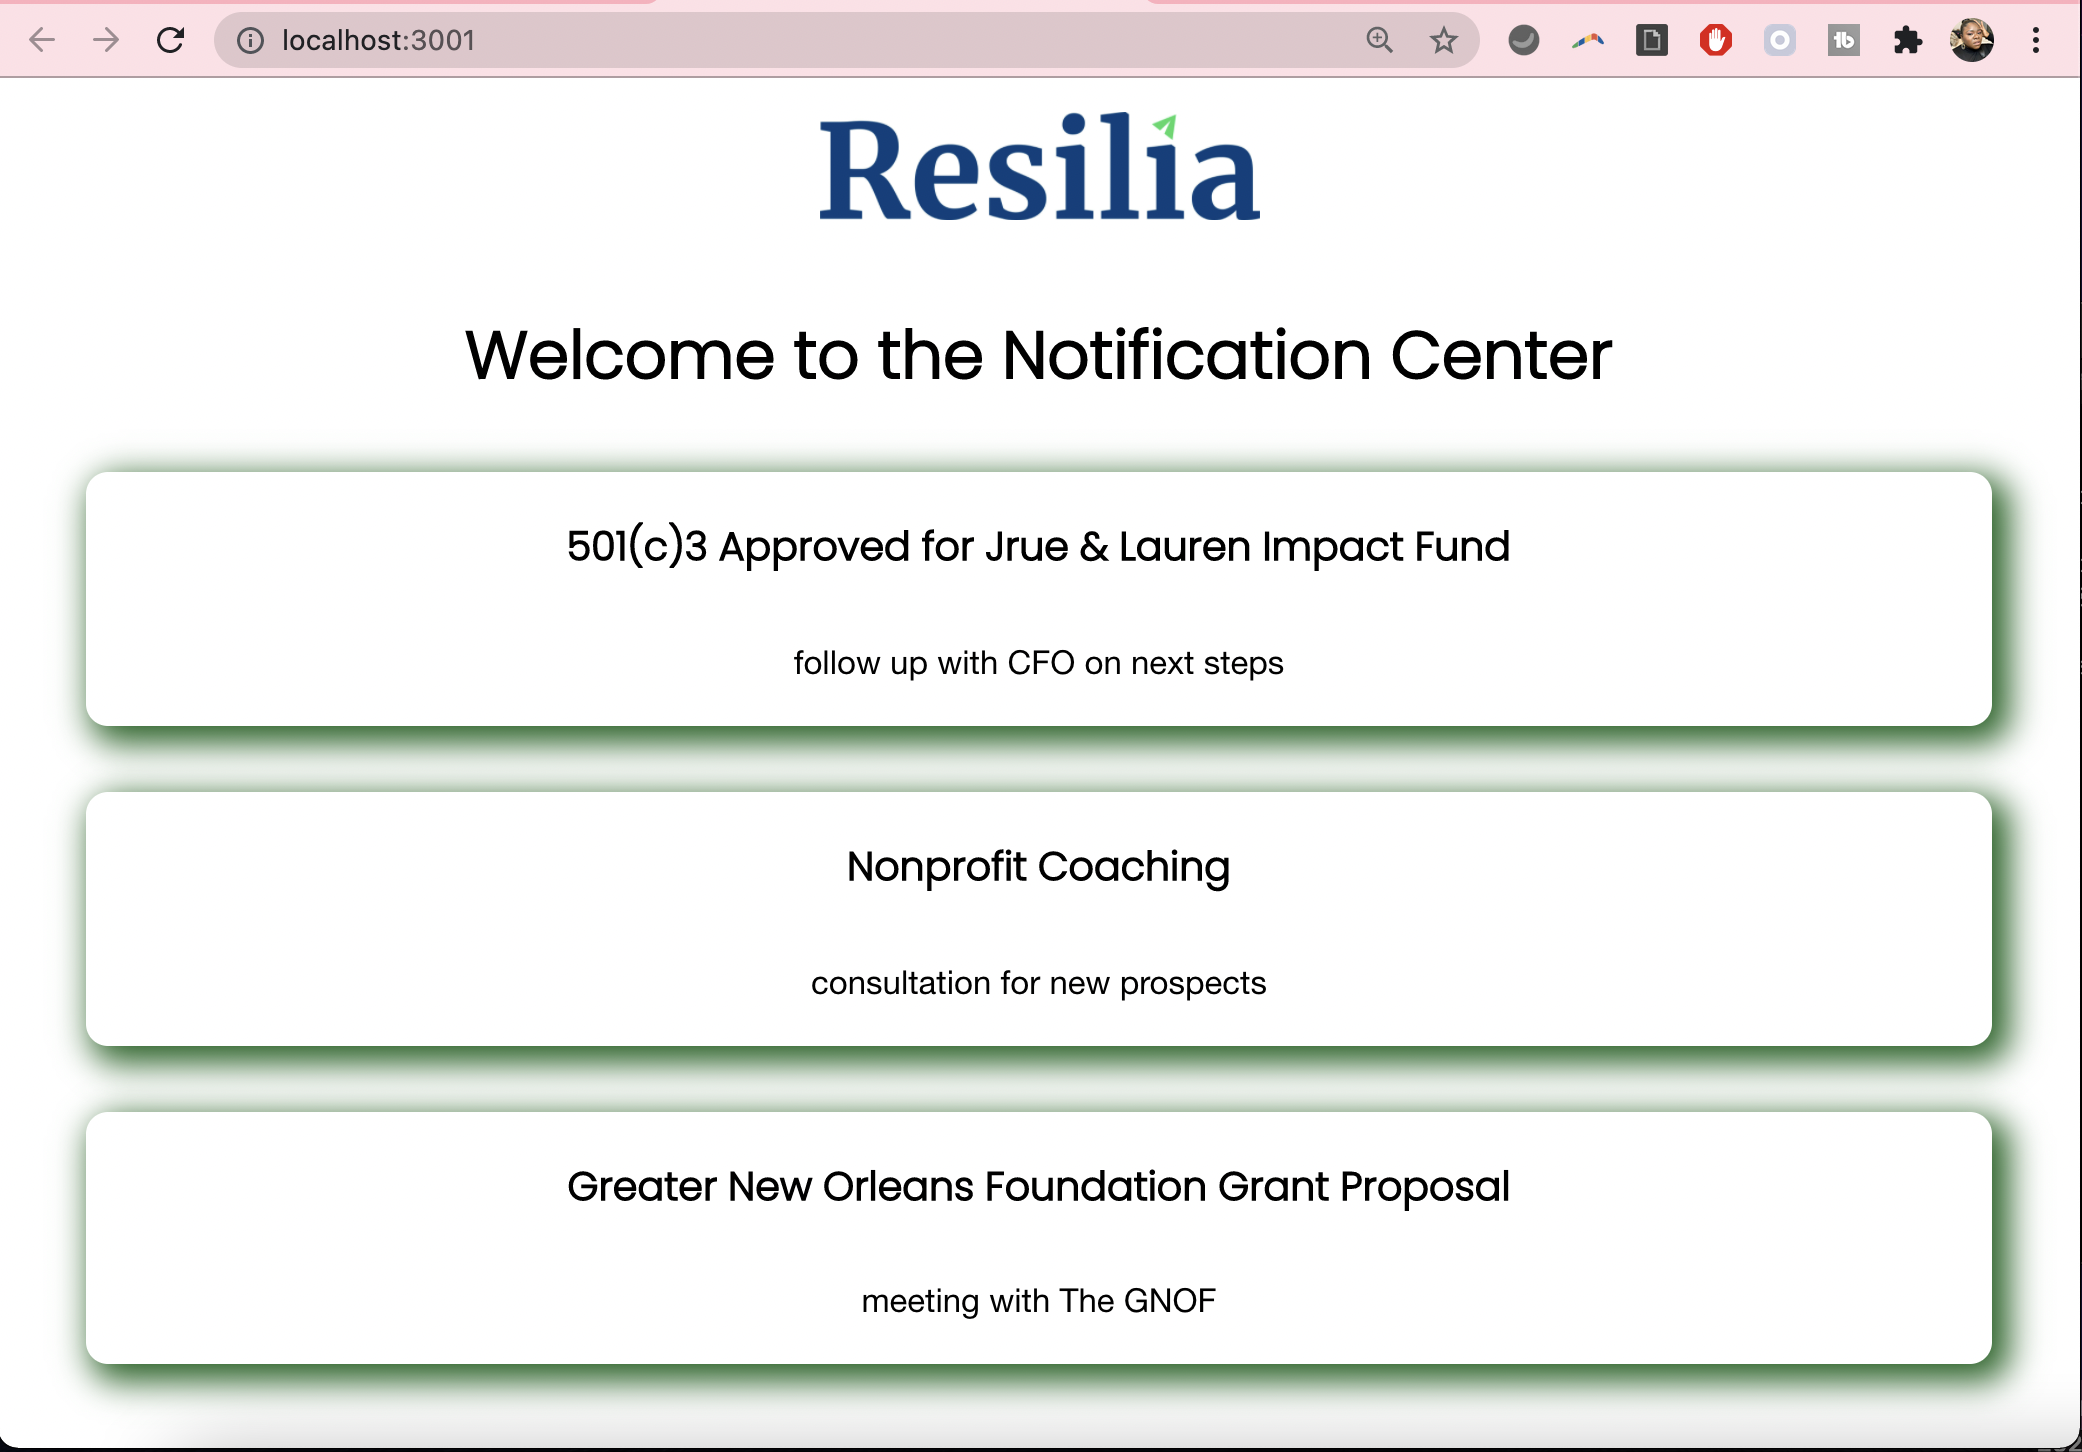 localhost:3001
Resilia
Welcome to the Notification Center
501(c)3 Approved for Jrue & Lauren Impact Fund
follow up with CFO on next steps
Nonprofit Coaching
consultation for new prospects
Greater New Orleans Foundation Grant Proposal
meeting with The GNOF